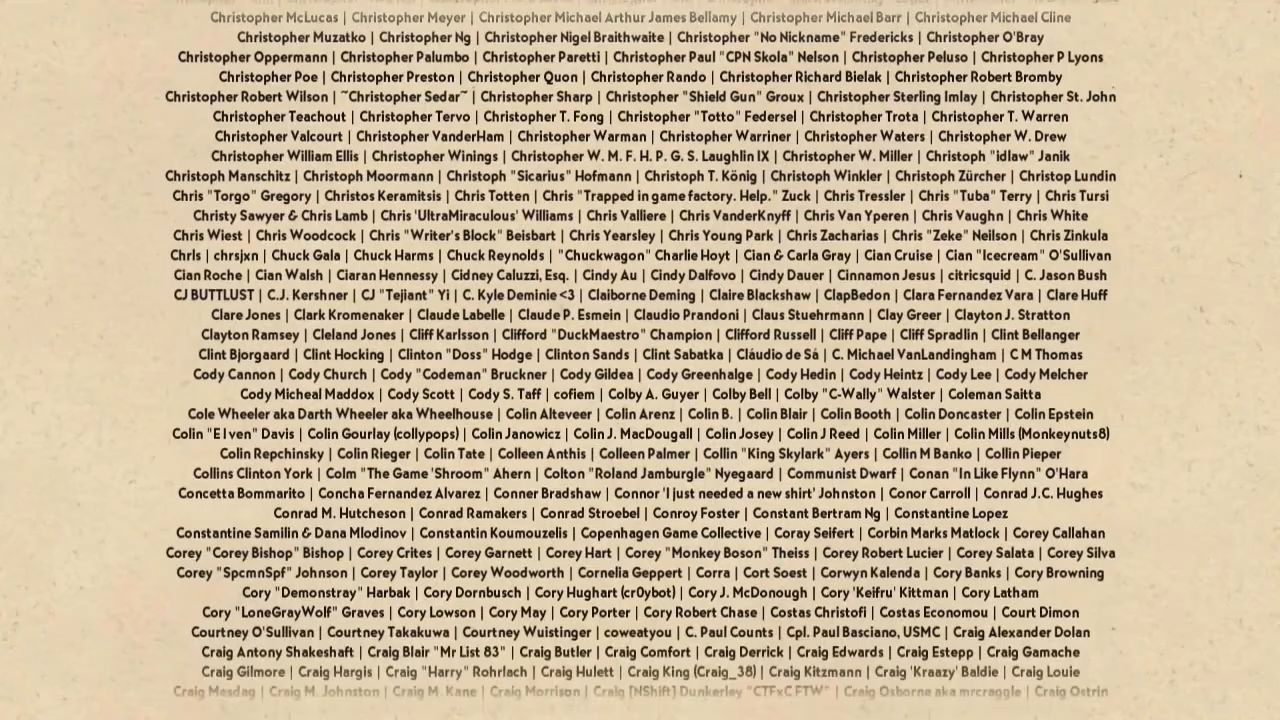 Christopher McLucas | Christopher Meyer | Christopher Michael Arthur James Bellamy | Christopher Michael Barr | Christopher Michael Cline
Christopher Muzatko | Christopher Ng | Christopher Nigel Braithwaite | Christopher "No Nickname" Fredericks | Christopher O'Bray
Christopher Oppermann | Christopher Palumbo | Christopher Paretti | Christopher Paul "CPN Skola" Nelson | Christopher Peluso | Christopher P Lyons
Christopher Poe | Christopher Preston | Christopher Quon | Christopher Rando | Christopher Richard Bielak | Christopher Robert Bromby
Christopher Robert Wilson | ~Christopher Sedar~ | Christopher Sharp | Christopher "Shield Gun" Groux | Christopher Sterling Imlay | Christopher St. John
Christopher Teachout | Christopher Tervo | Christopher T. Fong | Christopher "Totto" Federsel | Christopher Trota | Christopher T. Warren
Christopher Valcourt | Christopher VanderHam | Christopher Warman | Christopher Warriner | Christopher Waters | Christopher W. Drew
Christopher William Ellis | Christopher Winings | Christopher W. M. F. H. P. G. S. Laughlin IX | Christopher W. Miller | Christoph "idlaw" Janik
Christoph Manschitz | Christoph Moormann | Christoph "Sicarius" Hofmann | Christoph T. König | Christoph Winkler | Christoph Zürcher | Christop Lundin
Chris "Torgo" Gregory | Christos Keramitsis | Chris Totten | Chris "Trapped in game factory. Help." Zuck | Chris Tressler | Chris "Tuba" Terry | Chris Tursi
Christy Sawyer & Chris Lamb | Chris 'UltraMiraculous' Williams | Chris Valliere | Chris VanderKnyff | Chris Van Yperen | Chris Vaughn | Chris White
Chris Wiest | Chris Woodcock | Chris "Writer's Block" Beisbart | Chris Yearsley | Chris Young Park | Chris Zacharias | Chris "Zeke" Neilson | Chris Zinkula
Chrls | chrsjxn | Chuck Gala | Chuck Harms | Chuck Reynolds | "Chuckwagon" Charlie Hoyt | Cian & Carla Gray | Cian Cruise | Cian "Icecream" O'Sullivan
Cian Roche | Cian Walsh | Ciaran Hennessy | Cidney Caluzzi, Esq. | Cindy Au | Cindy Dalfovo | Cindy Dauer | Cinnamon Jesus | citricsquid | C. Jason Bush
CJ BUTTLUST | C.J. Kershner | CJ "Tejiant" Yi | C. Kyle Deminie <3 | Claiborne Deming | Claire Blackshaw | ClapBedon | Clara Fernandez Vara | Clare Huff
Clare Jones | Clark Kromenaker | Claude Labelle | Claude P. Esmein | Claudio Prandoni | Claus Stuehrmann | Clay Greer | Clayton J. Stratton
Clayton Ramsey | Cleland Jones | Cliff Karlsson | Clifford "DuckMaestro" Champion | Clifford Russell | Cliff Pape | Cliff Spradlin | Clint Bellanger
Clint Bjorgaard | Clint Hocking | Clinton "Doss" Hodge | Clinton Sands | Clint Sabatka | Cláudio de Sá | C. Michael VanLandingham | C M Thomas
Cody Cannon | Cody Church | Cody "Codeman" Bruckner | Cody Gildea | Cody Greenhalge | Cody Hedin | Cody Heintz | Cody Lee | Cody Melcher
Cody Micheal Maddox | Cody Scott | Cody S. Taff | cofiem | Colby A. Guyer | Colby Bell | Colby "C-Wally" Walster | Coleman Saitta
Cole Wheeler aka Darth Wheeler aka Wheelhouse | Colin Alteveer | Colin Arenz | Colin B. | Colin Blair | Colin Booth | Colin Doncaster | Colin Epstein
Colin "E1ven" Davis | Colin Gourlay (collypops) | Colin Janowicz | Colin J. MacDougall | Colin Josey | Colin J Reed | Colin Miller | Colin Mills (Monkeynuts8)
Colin Repchinsky | Colin Rieger | Colin Tate | Colleen Anthis | Colleen Palmer | Collin "King Skylark" Ayers | Collin M Banko | Collin Pieper
Collins Clinton York | Colm "The Game 'Shroom" Ahern | Colton "Roland Jamburgle" Nyegaard | Communist Dwarf | Conan "In Like Flynn" O'Hara
Concetta Bommarito | Concha Fernandez Alvarez | Conner Bradshaw | Connor 'I just needed a new shirt' Johnston | Conor Carroll | Conrad J.C. Hughes
Conrad M. Hutcheson | Conrad Ramakers | Conrad Stroebel | Conroy Foster | Constant Bertram Ng | Constantine Lopez
Constantine Samilin & Dana Mlodinov | Constantin Koumouzelis | Copenhagen Game Collective | Coray Seifert | Corbin Marks Matlock | Corey Callahan
Corey "Corey Bishop" Bishop | Corey Crites | Corey Garnett | Corey Hart | Corey "Monkey Boson" Theiss | Corey Robert Lucier | Corey Salata | Corey Silva
Corey "SpcmnSpf" Johnson | Corey Taylor | Corey Woodworth | Cornelia Geppert | Corra | Cort Soest | Corwyn Kalenda | Cory Banks | Cory Browning
Cory "Demonstray" Harbak | Cory Dornbusch | Cory Hughart (cr0ybot) | Cory J. McDonough | Cory 'Keifru' Kittman | Cory Latham
Cory "LoneGrayWolf" Graves | Cory Lowson | Cory May | Cory Porter | Cory Robert Chase | Costas Christofi | Costas Economou | Court Dimon
Courtney O'Sullivan | Courtney Takakuwa | Courtney Wuistinger | coweatyou | C. Paul Counts | Cpl. Paul Basciano, USMC | Craig Alexander Dolan
Craig Antony Shakeshaft | Craig Blair "Mr List 83" | Craig Butler | Craig Comfort | Craig Derrick | Craig Edwards | Craig Estepp | Craig Gamache
Craig Gilmore | Craig Hargis | Craig "Harry" Rohrlach | Craig Hulett | Craig King (Craig_38) | Craig Kitzmann | Craig 'Kraazy' Baldie | Craig Louie
Craig Mesdag | Craig M. Johnston | Craig M. Kane | Craig Morrison | Craig [NShift] Dunkerley "CTFxC FTW" | Craig Osborne aka mrcraggle | Craig Ostrin